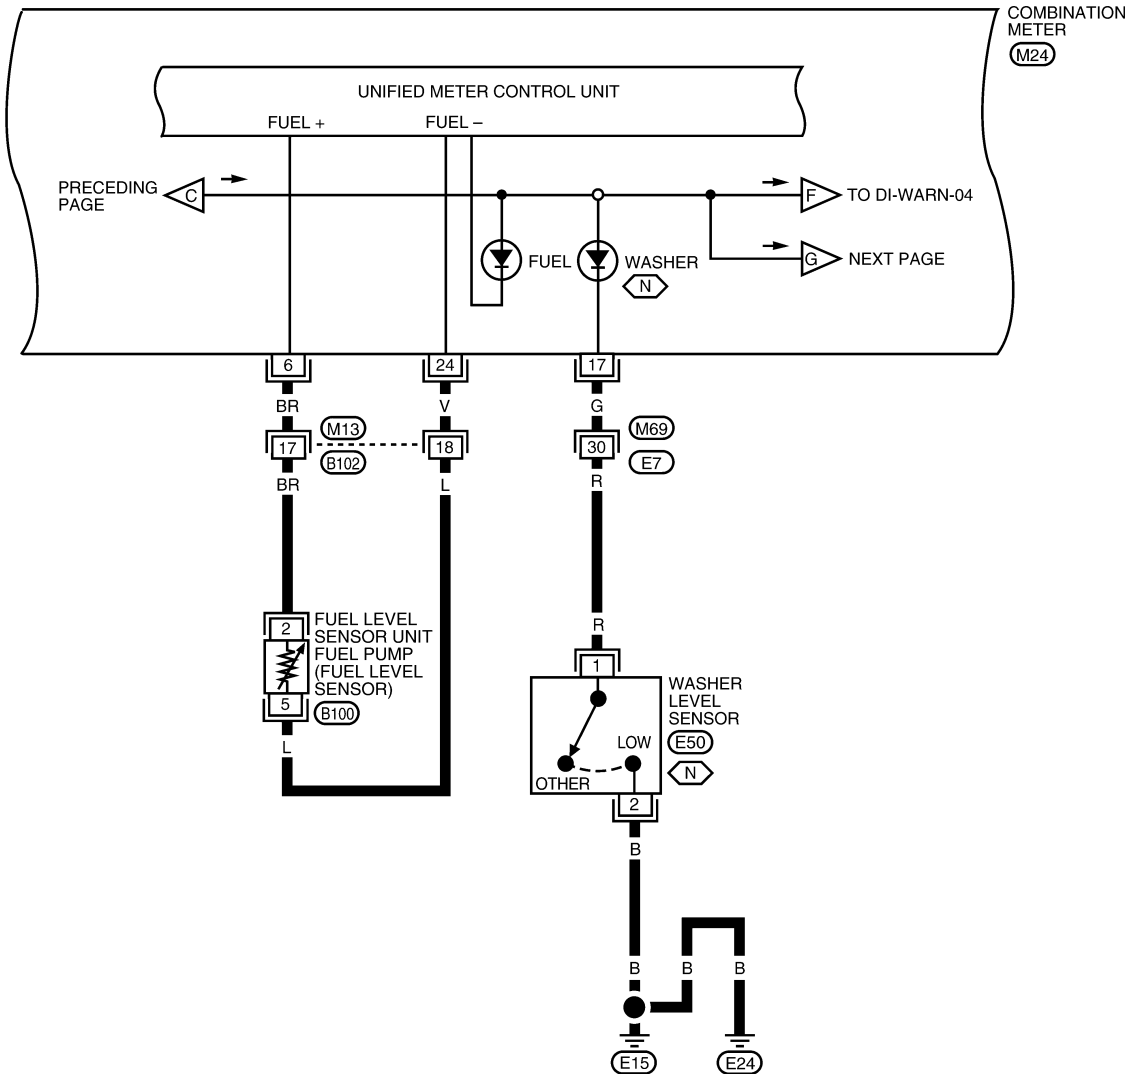 COMBINATION
METER
M24
UNIFIED METER CONTROL UNIT
FUEL +
FUEL –
PRECEDING
PAGE
C
F
TO DI-WARN-04
G
NEXT PAGE
FUEL
WASHER
N
6
24
17
BR
V
G
M13
M69
17
18
30
B102
E7
BR
L
R
2
FUEL LEVEL
SENSOR UNIT
FUEL PUMP
(FUEL LEVEL
SENSOR)
5
B100
L
R
1
WASHER
LEVEL
SENSOR
E50
N
LOW
OTHER
2
B
B
B
B
E15
E24